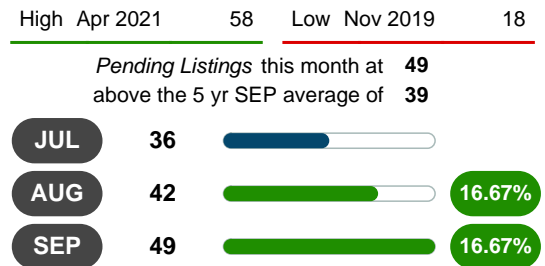 High Apr 2021 58 Low Nov 2019 18
Pending Listings this month at 49
above the 5 yr SEP average of 39
JUL 36
AUG 42 16.67%
SEP 49 16.67%